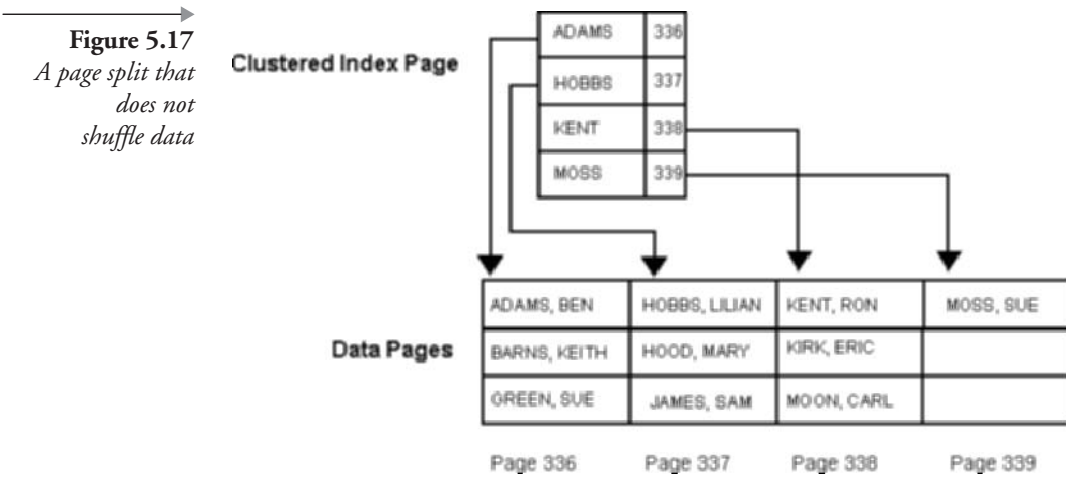 Figure 5.17
A page split that
does not
shuffle data
Clustered Index Page
ADAMS 336
HOBBS 337
KENT 338
MOSS 339
Data Pages
ADAMS, BEN HOBBS, LILIAN KENT, RON MOSS, SUE
BARNS, KEITH HOOD, MARY KIRK, ERIC
GREEN, SUE JAMES, SAM MOON, CARL
Page 336 Page 337 Page 338 Page 339